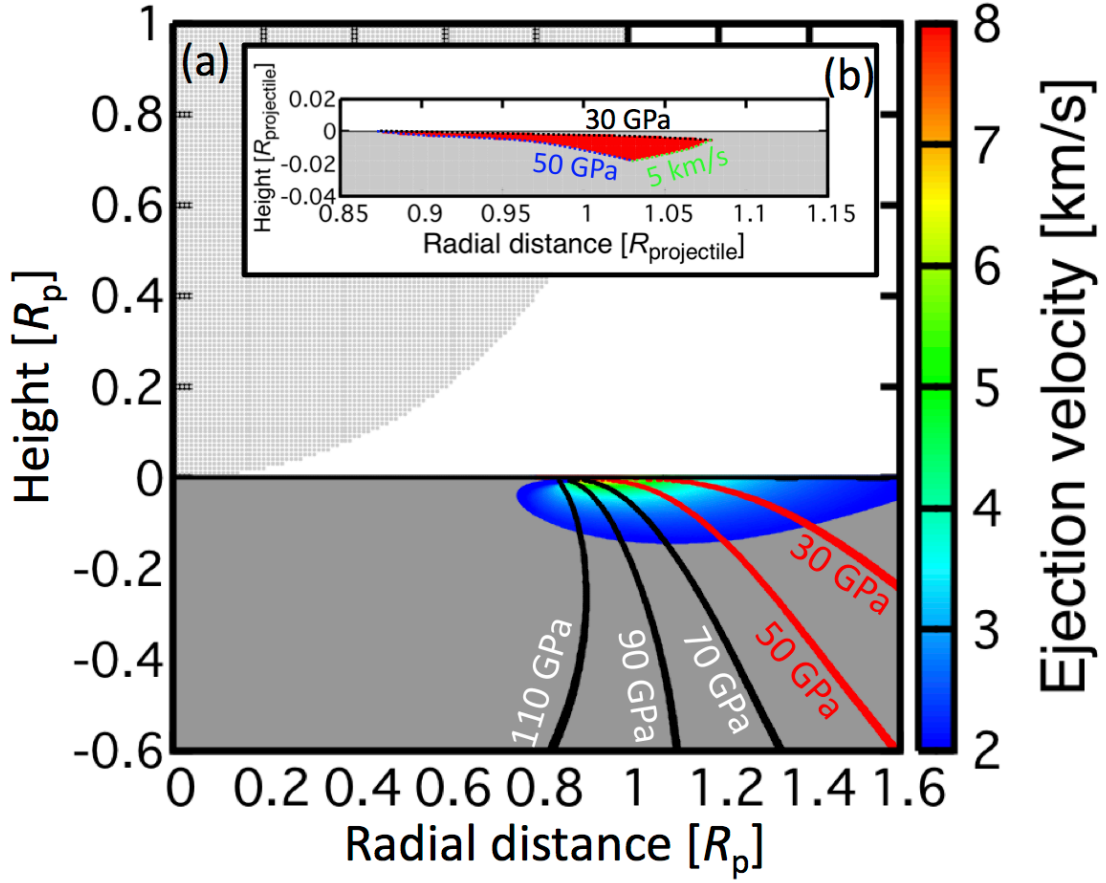 (a)
(b)
Height [Rprojectile]
0.02
0
-0.02
-0.04
30 GPa
50 GPa
5 km/s
0.85 0.9 0.95 1 1.05 1.1 1.15
Radial distance [Rprojectile]
Height [Rp]
1
0.8
0.6
0.4
0.2
0
-0.2
-0.4
-0.6
110 GPa
90 GPa
70 GPa
50 GPa
30 GPa
0 0.2 0.4 0.6 0.8 1 1.2 1.4 1.6
Radial distance [Rp]
8
7
6
5
4
3
2
Ejection velocity [km/s]